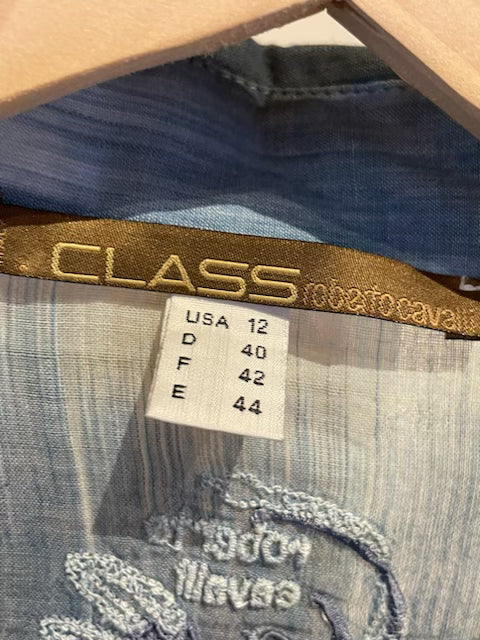 CLASS robertocavalli
USA 12
D 40
F 42
E 44
roberto
cavalli